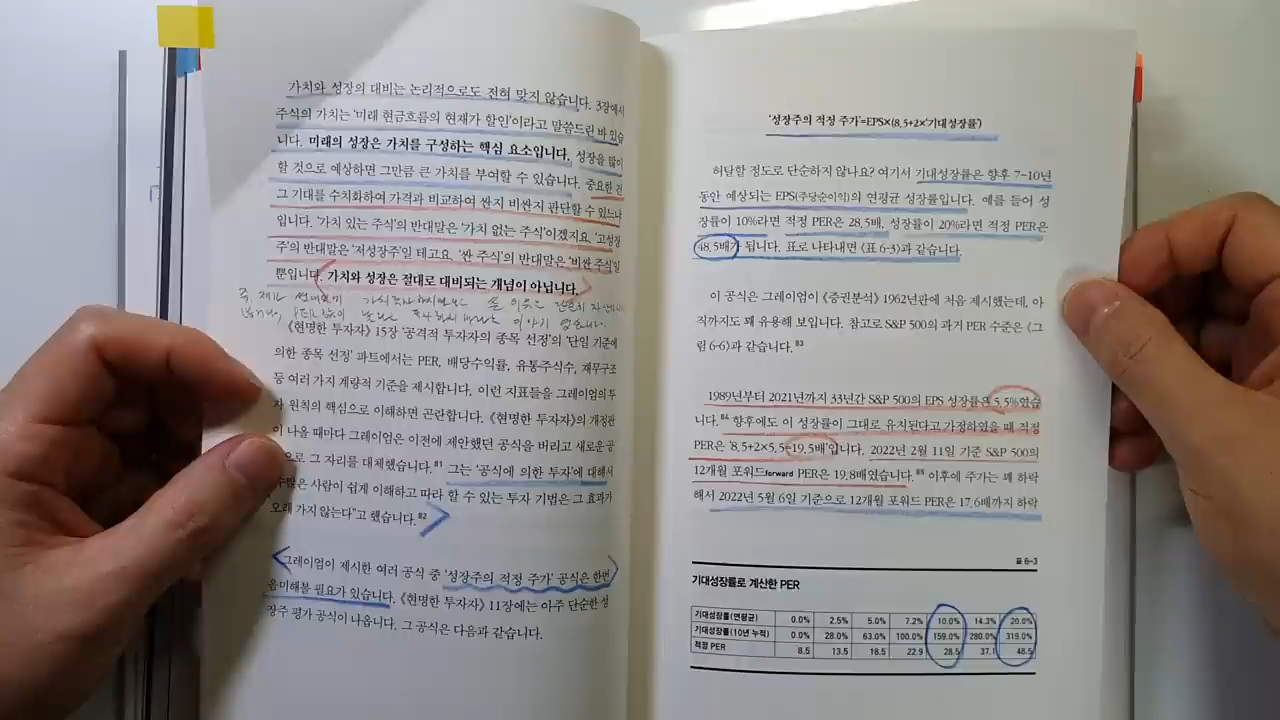 가치와 성장의 대비는 논리적으로도 전혀 맞지 않습니다. 3장에서
주식의 가치는 '미래 현금흐름의 현재가 할인'이라고 말씀드린 바 있습
니다. 미래의 성장은 가치를 구성하는 핵심 요소입니다. 성장을 많이
할 것으로 예상하면 그만큼 큰 가치를 부여할 수 있습니다. 중요한 건
그 기대를 수치화하여 가격과 비교하여 싼지 비싼지 판단할 수 있느냐
입니다. '가치 있는 주식'의 반대말은 '가치 없는 주식'이겠지요. '고성장
주'의 반대말은 '저성장주'일 테고요. '싼 주식'의 반대말은 '비싼 주식'일
뿐입니다. 가치와 성장은 절대로 대비되는 개념이 아닙니다.
《현명한 투자자》 15장 '공격적 투자자의 종목 선정'의 '단일 기준에
의한 종목 선정' 파트에서는 PER, 배당수익률, 유통주식수, 재무구조
등 여러 가지 계량적 기준을 제시합니다. 이런 지표들을 그레이엄의 투
자 원칙의 핵심으로 이해하면 곤란합니다. 《현명한 투자자》의 개정판
이 나올 때마다 그레이엄은 이전에 제안했던 공식을 버리고 새로운 공
으로 그 자리를 대체했습니다.81 그는 '공식에 의한 투자'에 대해서
사람이 쉽게 이해하고 따라 할 수 있는 투자 기법은 그 효과가
오래 가지 않는다"고 했습니다.82
그레이엄이 제시한 여러 공식 중 '성장주의 적정 주가' 공식은 한번
음미해볼 필요가 있습니다. 《현명한 투자자》 11장에는 아주 단순한 성
장주 평가 공식이 나옵니다. 그 공식은 다음과 같습니다.
'성장주의 적정 주가'=EPS×(8.5+2×'기대성장률')
허탈할 정도로 단순하지 않나요? 여기서 기대성장률은 향후 7~10년
동안 예상되는 EPS(주당순이익)의 연평균 성장률입니다. 예를 들어 성
장률이 10%라면 적정 PER은 28.5배, 성장률이 20%라면 적정 PER은
48.5배가 됩니다. 표로 나타내면 〈표 6-3〉과 같습니다.
이 공식은 그레이엄이 《증권분석》 1962년판에 처음 제시했는데, 아
직까지도 꽤 유용해 보입니다. 참고로 S&P 500의 과거 PER 수준은 〈그
림 6-6〉과 같습니다.83
1989년부터 2021년까지 33년간 S&P 500의 EPS 성장률은 5.5%였습
니다.84 향후에도 이 성장률이 그대로 유지된다고 가정하였을 때 적정
PER은 '8.5+2×5.5=19.5배'입니다. 2022년 2월 11일 기준 S&P 500의
12개월 포워드forward PER은 19.8배였습니다.85 이후에 주가는 꽤 하락
해서 2022년 5월 6일 기준으로 12개월 포워드 PER은 17.6배까지 하락
표 6-3
기대성장률로 계산한 PER
기대성장률(연평균) 0.0% 2.5% 5.0% 7.2% 10.0% 14.3% 20.0%
기대성장률(10년 누적) 0.0% 28.0% 63.0% 100.0% 159.0% 280.0% 319.0%
적정 PER 8.5 13.5 18.5 22.9 28.5 37.1 48.5